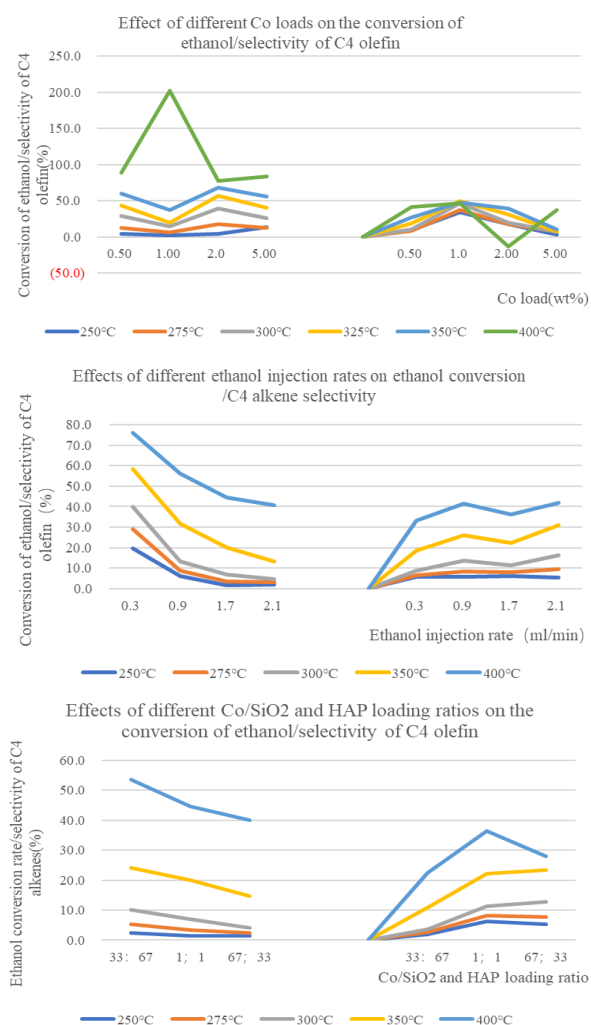 Effect of different Co loads on the conversion of
ethanol/selectivity of C4 olefin
Conversion of ethanol/selectivity of C4
olefin(%)
250.0
200.0
150.0
100.0
50.0
0.0
(50.0)
0.50 1.00 2.0 5.00 0.50 1.0 2.00 5.00
Co load(wt%)
250℃ 275℃ 300℃ 325℃ 350℃ 400℃
Effects of different ethanol injection rates on ethanol conversion
/C4 alkene selectivity
Conversion of ethanol/selectivity of C4
olefin（%）
80.0
70.0
60.0
50.0
40.0
30.0
20.0
10.0
0.0
0.3 0.9 1.7 2.1 0.3 0.9 1.7 2.1
Ethanol injection rate（ml/min）
250℃ 275℃ 300℃ 350℃ 400℃
Effects of different Co/SiO2 and HAP loading ratios on the
conversion of ethanol/selectivity of C4 olefin
Ethanol conversion rate/selectivity of C4
alkenes(%)
60.0
50.0
40.0
30.0
20.0
10.0
0.0
33：67 1；1 67；33 33：67 1；1 67；33
Co/SiO2 and HAP loading ratio
250℃ 275℃ 300℃ 350℃ 400℃